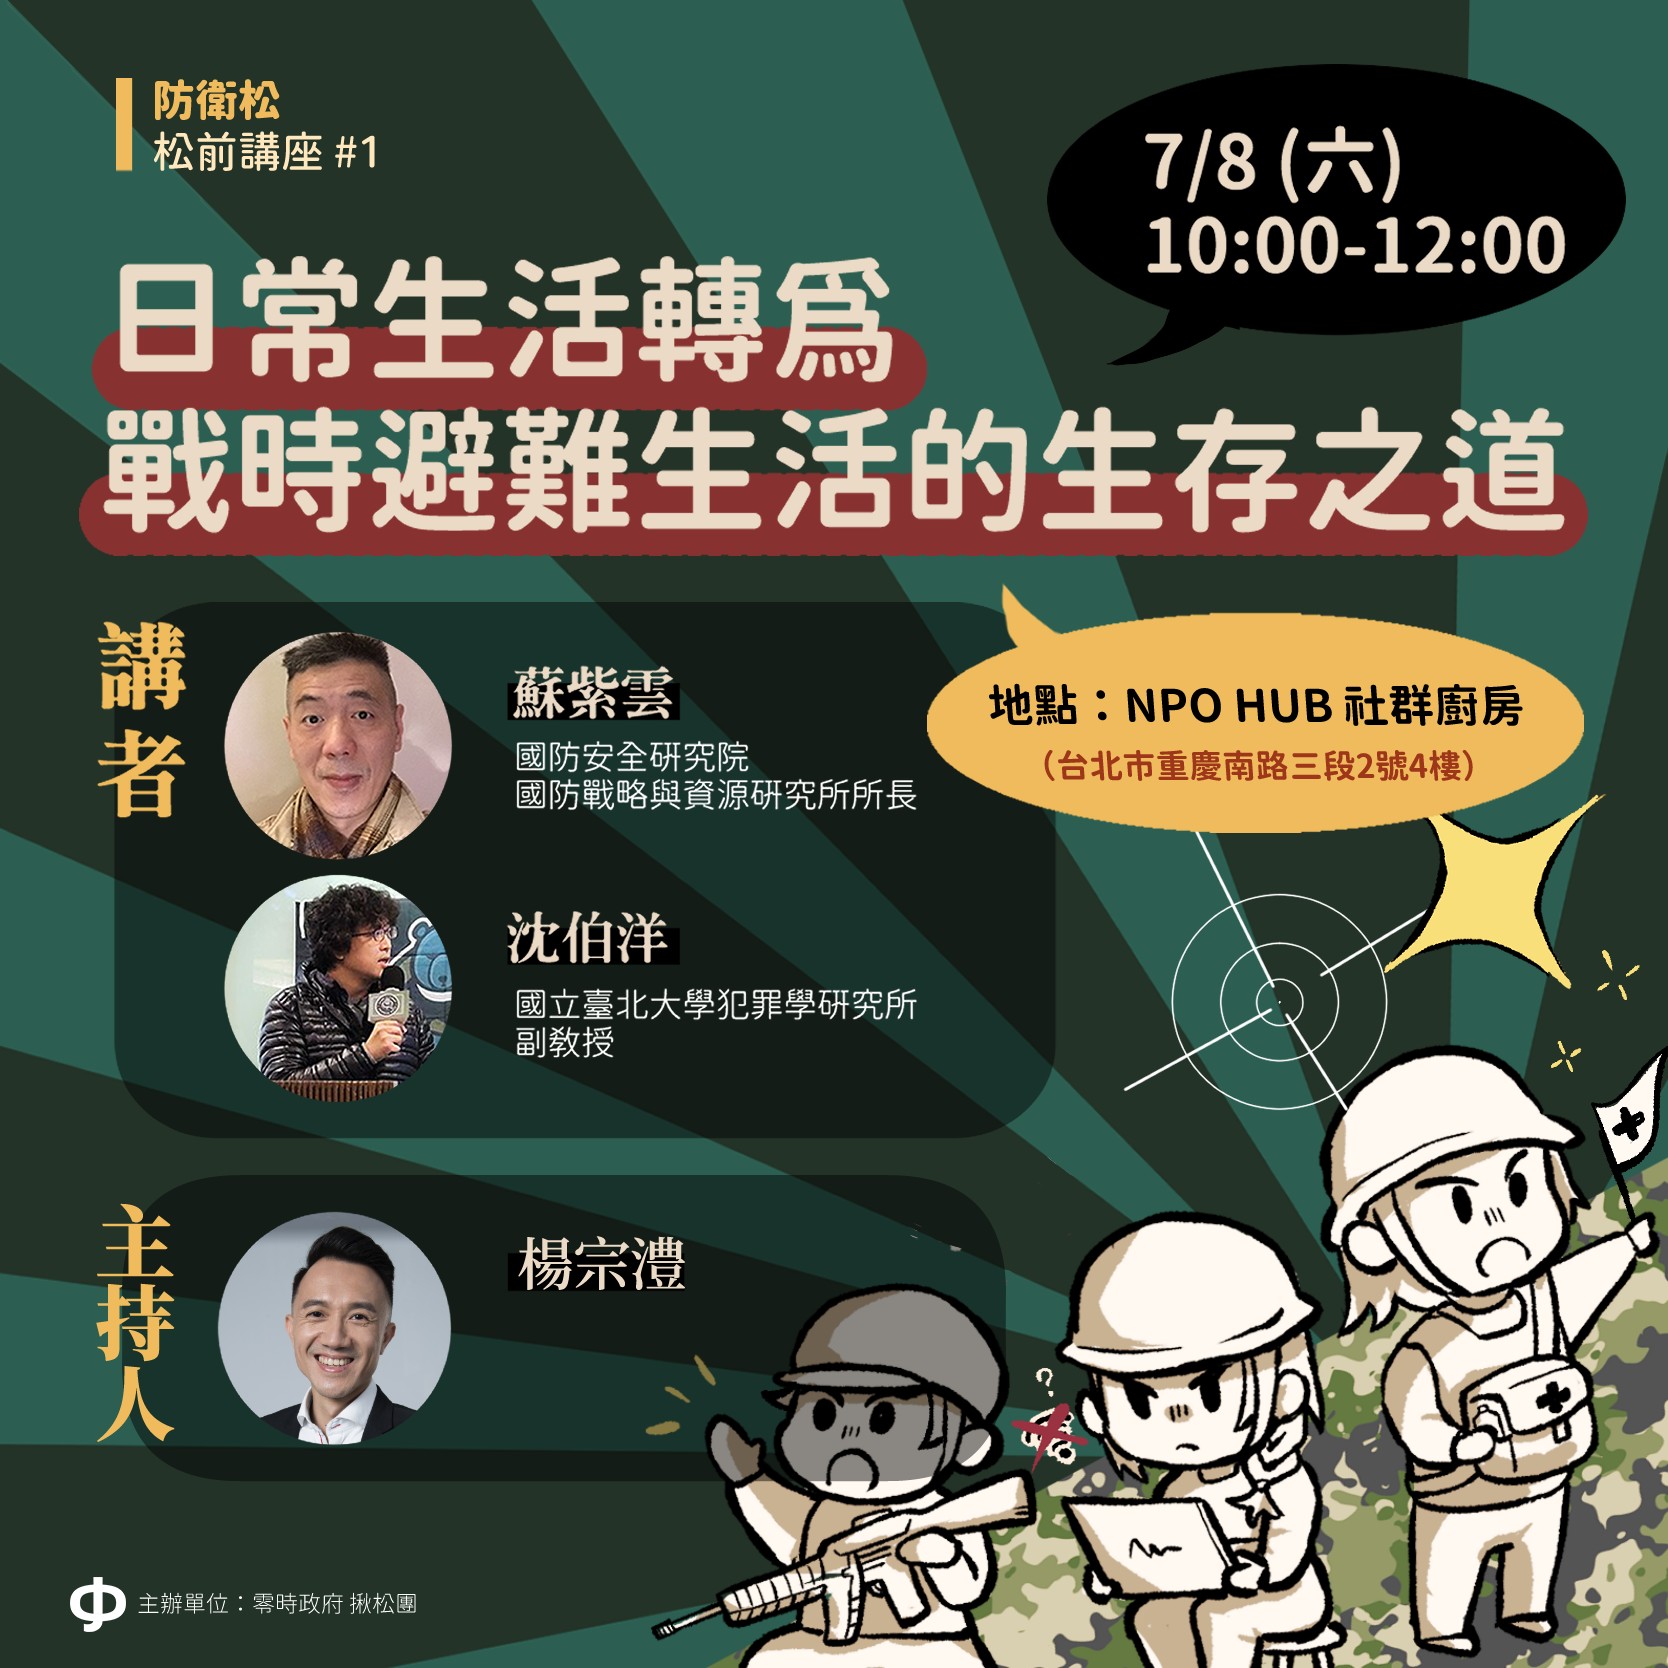 防衛松
松前講座 #1
7/8 (六)
10:00-12:00
日常生活轉為
戰時避難生活的生存之道
講者
蘇紫雲
國防安全研究院
國防戰略與資源研究所所長
沈伯洋
國立臺北大學犯罪學研究所
副教授
地點：NPO HUB 社群廚房
（台北市重慶南路三段2號4樓）
主持人
楊宗澧
?
主辦單位：零時政府 揪松團